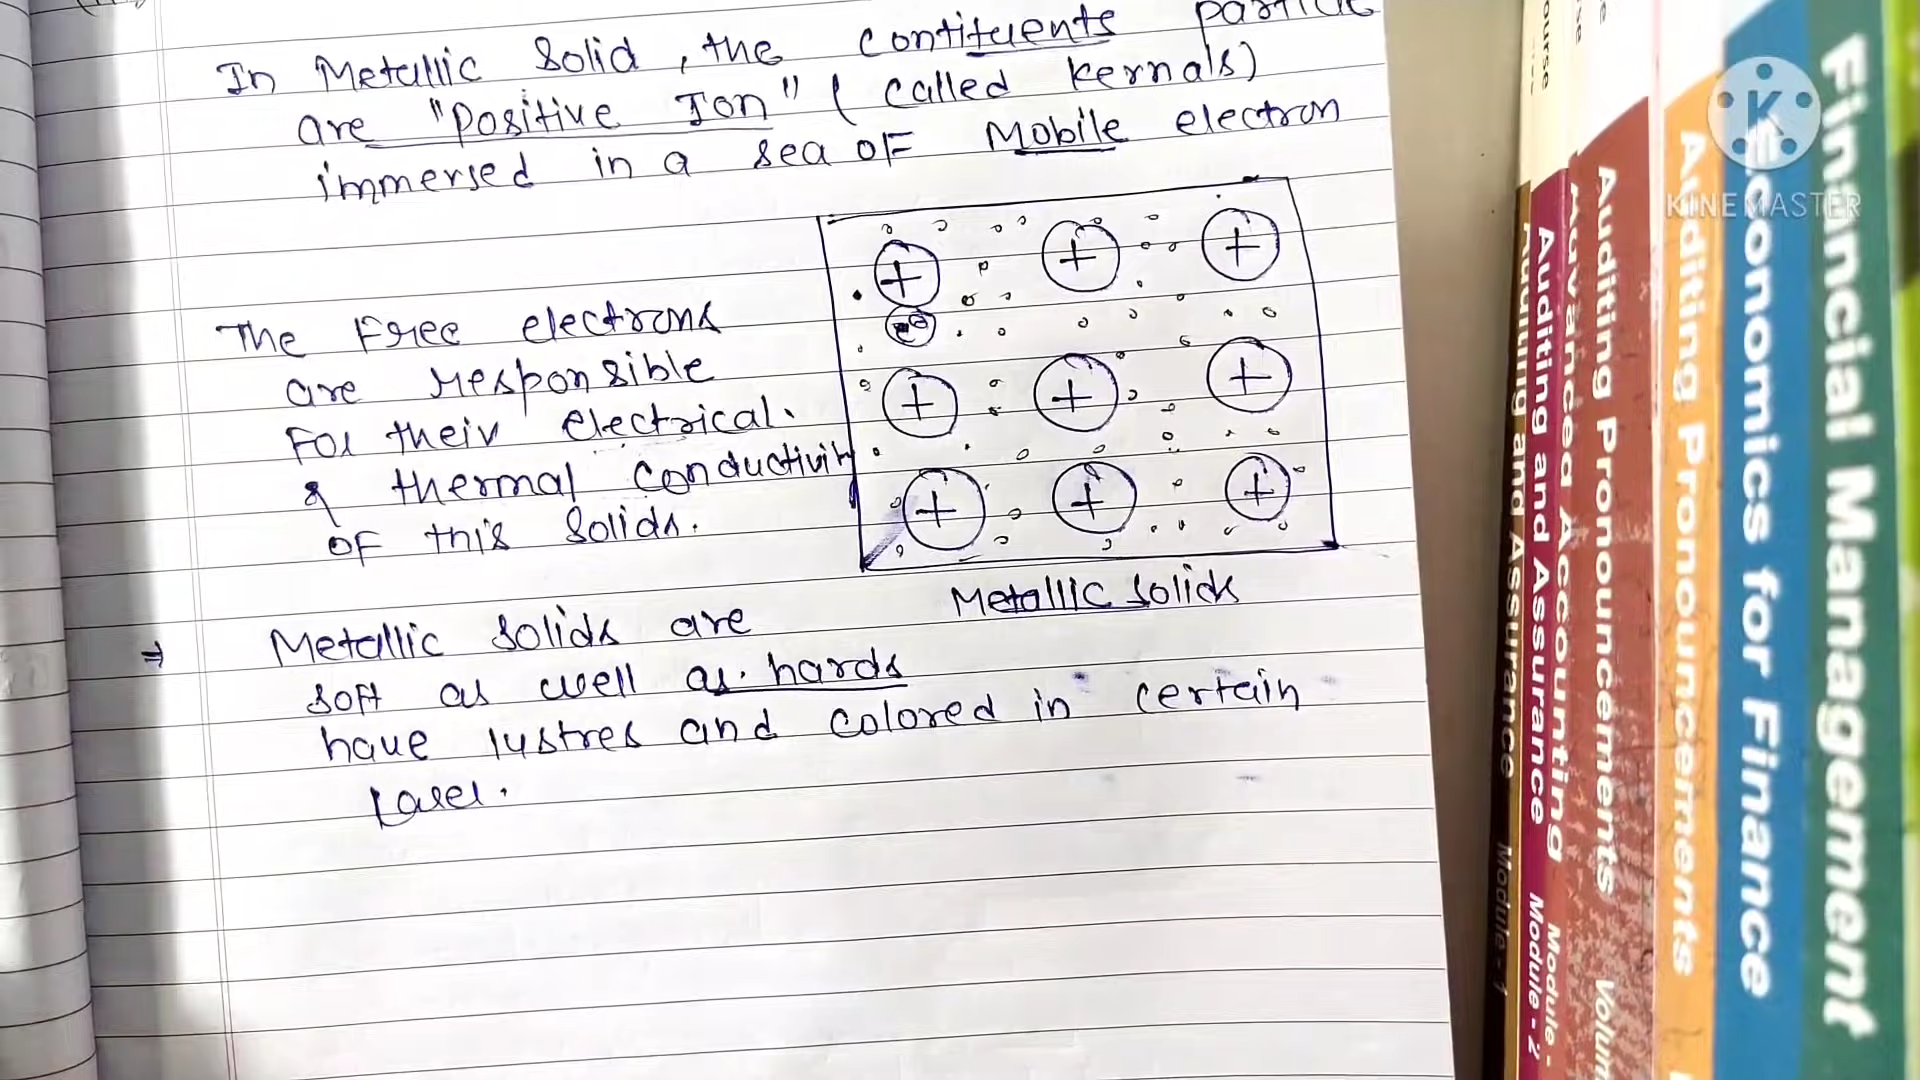 In Metallic Solid, the contituents particle
are "Positive Ion" ( called kernals)
immersed in a sea OF Mobile electron
The Free electrons
are responsible
For their electrical.
& thermal conductivity
OF this Solids.
+ + +
e⊖
+ + +
+ + +
Metallic Solids
⇒ Metallic Solids are
soft as well as. hards
have lustres and colored in certain
cases.
K
KINEMASTER
Auditing and Assurance Module - 1
Auditing and Assurance Module - 2
Advanced Accounting Module -
Auditing Pronouncements Volum
Auditing Pronouncements
Economics for Finance
Financial Management